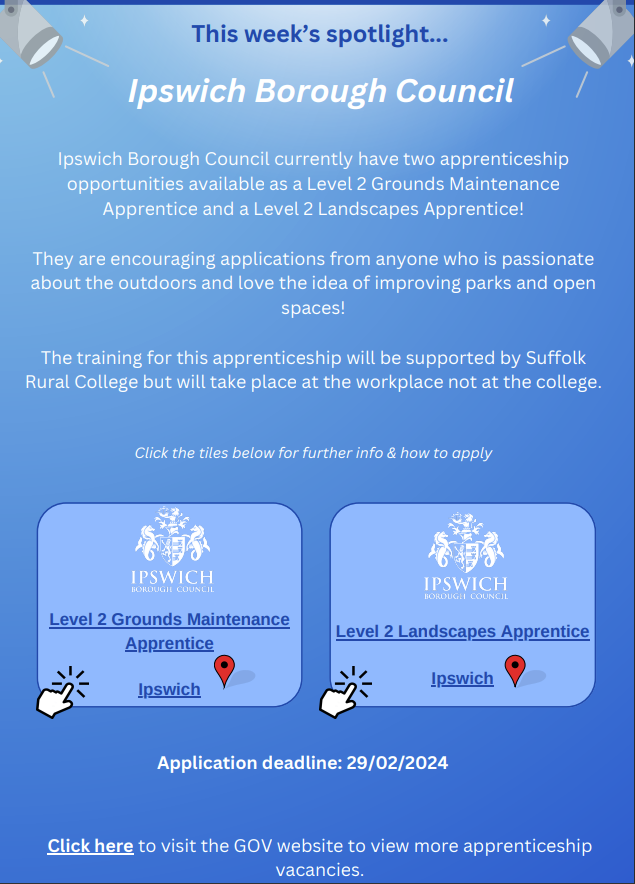 This week's spotlight...
Ipswich Borough Council
Ipswich Borough Council currently have two apprenticeship
opportunities available as a Level 2 Grounds Maintenance
Apprentice and a Level 2 Landscapes Apprentice!
They are encouraging applications from anyone who is passionate
about the outdoors and love the idea of improving parks and open
spaces!
The training for this apprenticeship will be supported by Suffolk
Rural College but will take place at the workplace not at the college.
Click the tiles below for further info & how to apply
IPSWICH
BOROUGH COUNCIL
Level 2 Grounds Maintenance
Apprentice
Ipswich
IPSWICH
BOROUGH COUNCIL
Level 2 Landscapes Apprentice
Ipswich
Application deadline: 29/02/2024
Click here to visit the GOV website to view more apprenticeship
vacancies.